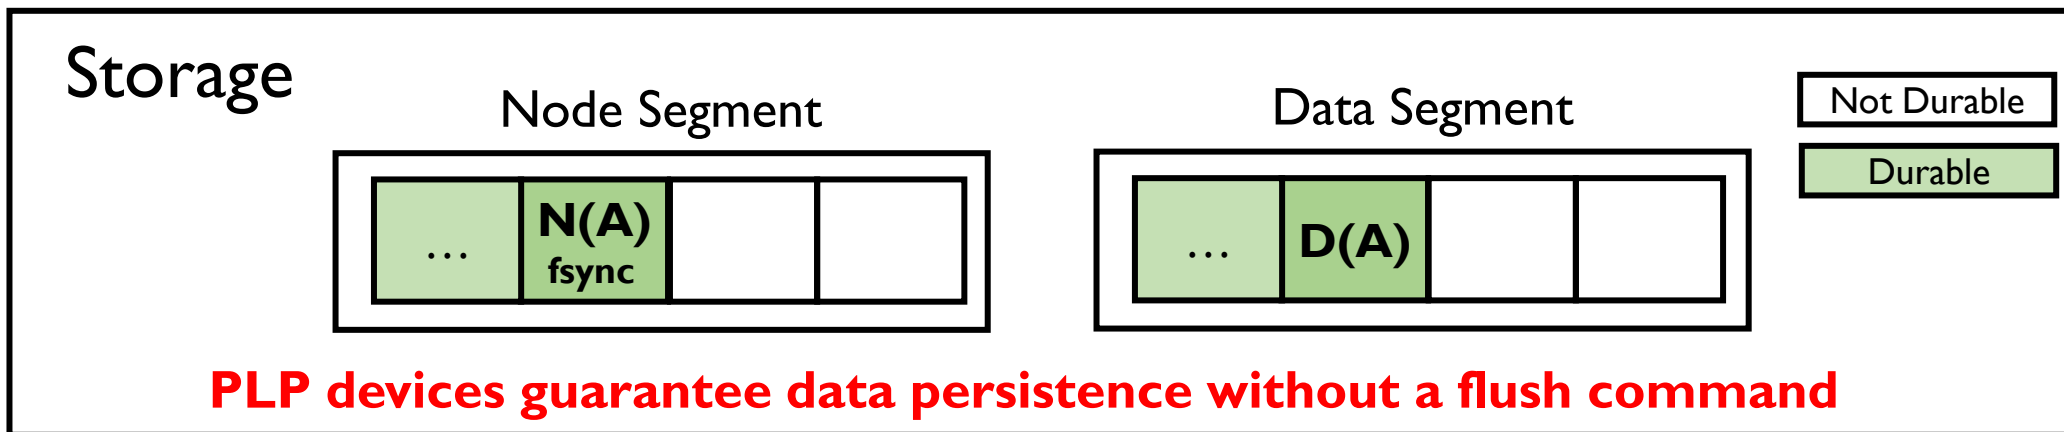 Storage
Node Segment
Data Segment
Not Durable
Durable
... N(A)
fsync
... D(A)
PLP devices guarantee data persistence without a flush command